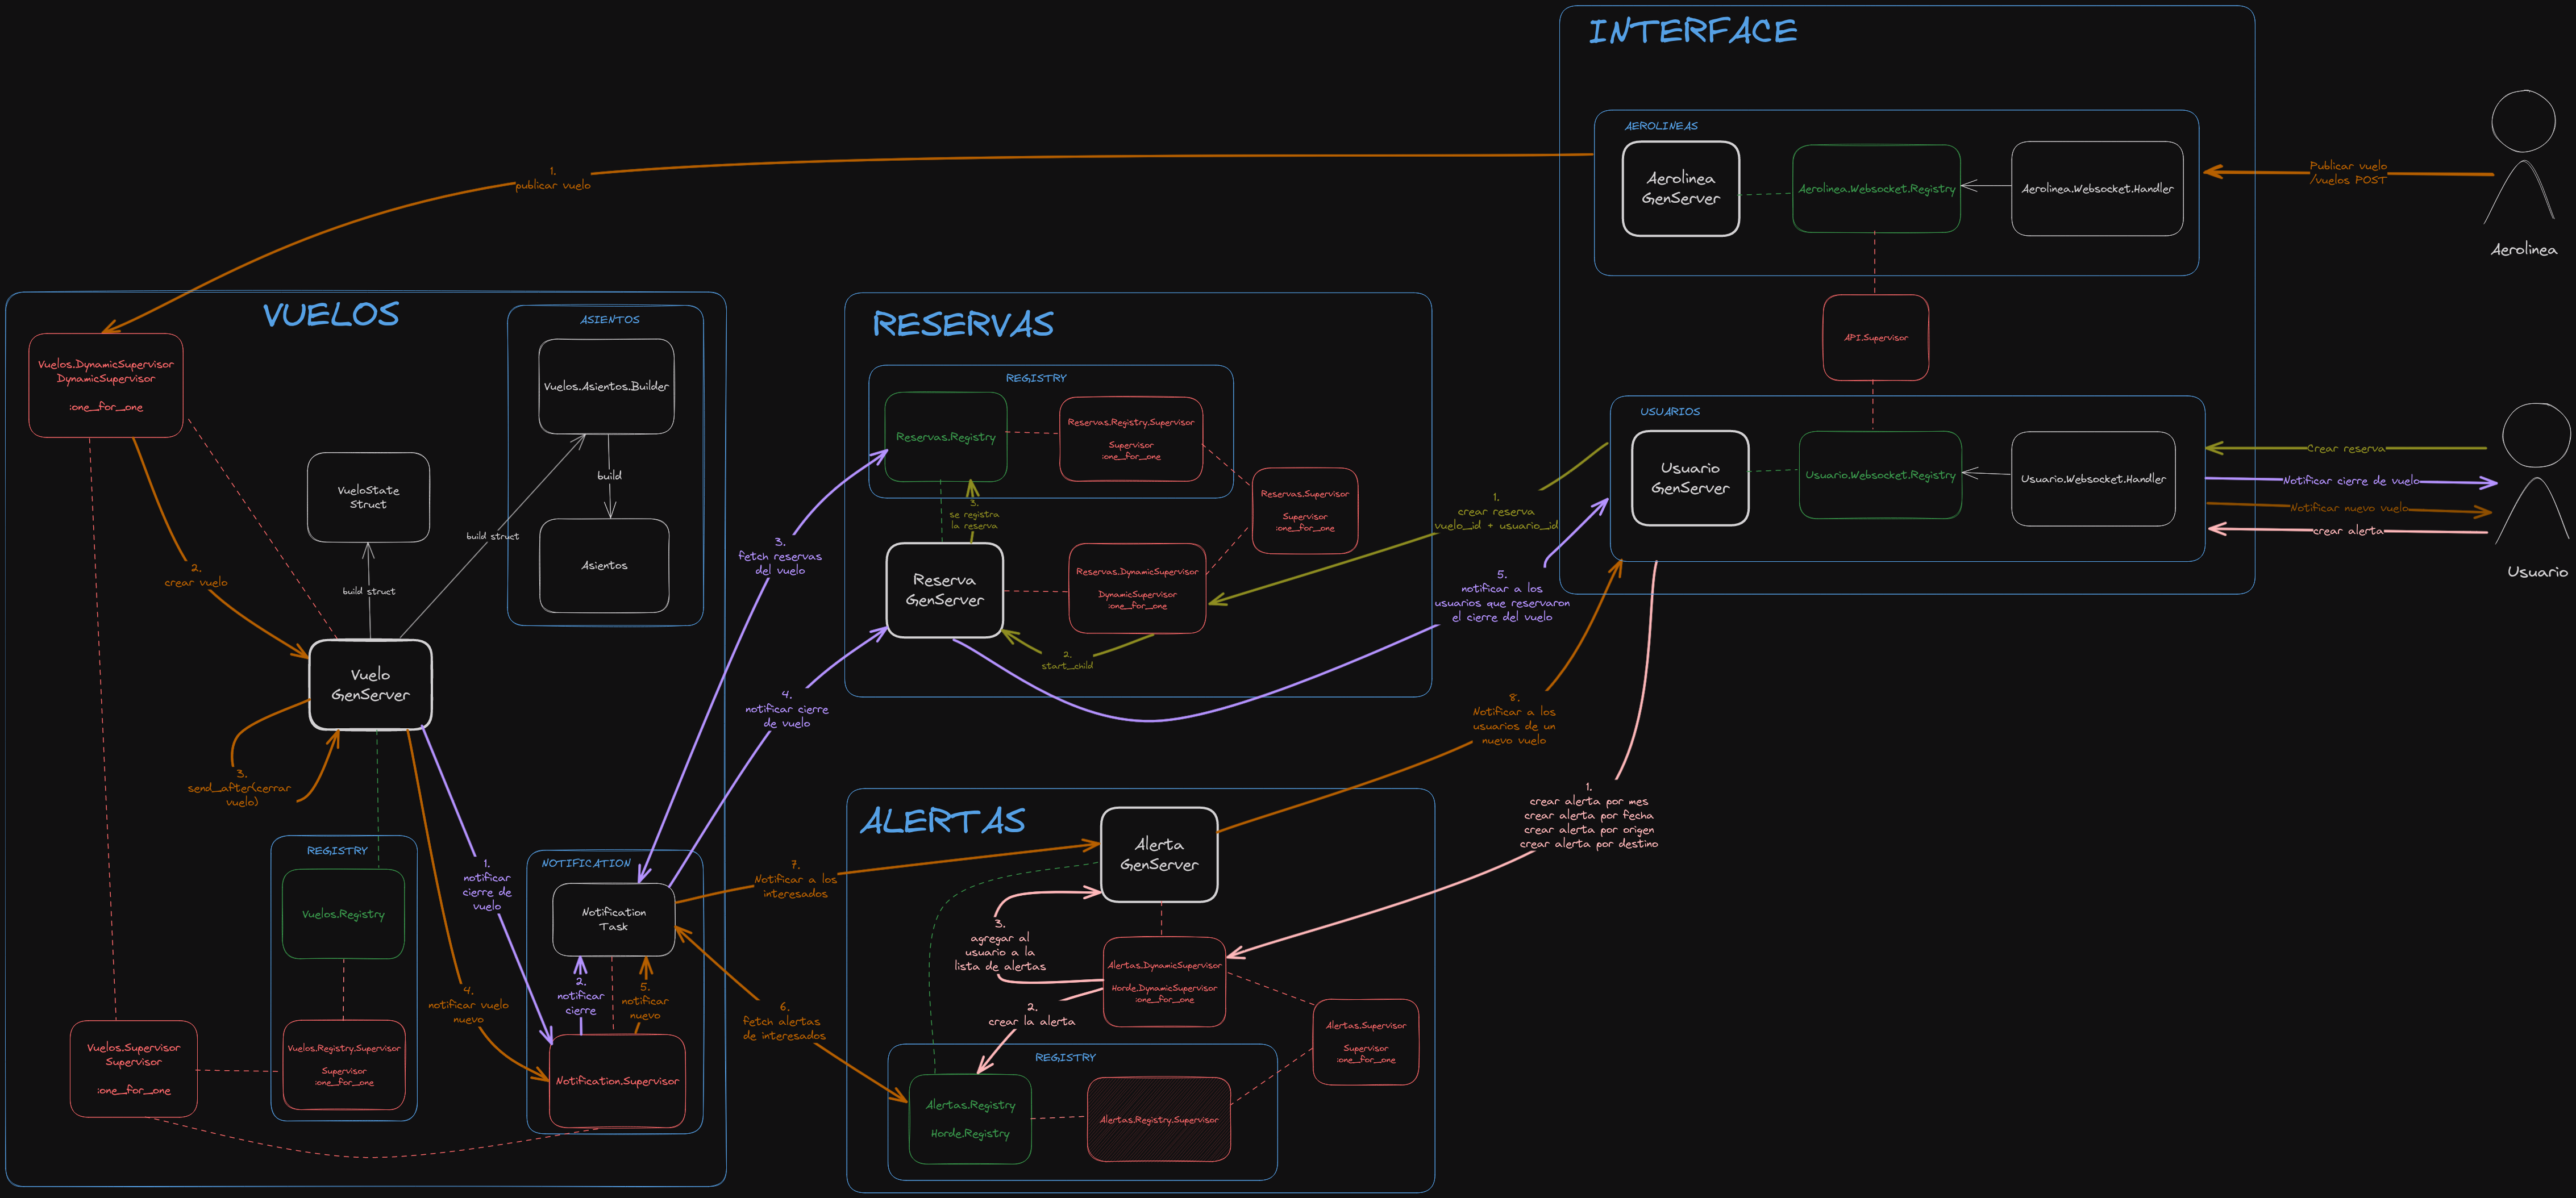 INTERFACE
AEROLINEAS
Aerolinea
GenServer
Aerolinea.Websocket.Registry
Aerolinea.Websocket.Handler
Publicar vuelo
/vuelos POST
Aerolinea
API.Supervisor
USUARIOS
Usuario
GenServer
Usuario.Websocket.Registry
Usuario.Websocket.Handler
Crear reserva
Notificar cierre de vuelo
Notificar nuevo vuelo
crear alerta
Usuario
1.
publicar vuelo
VUELOS
Vuelos.DynamicSupervisor
DynamicSupervisor
:one_for_one
ASIENTOS
Vuelos.Asientos.Builder
build
Asientos
VueloState
Struct
build struct
build struct
2.
crear vuelo
Vuelo
GenServer
3.
send_after(cerrar
vuelo)
REGISTRY
Vuelos.Registry
Vuelos.Registry.Supervisor
Supervisor
:one_for_one
Vuelos.Supervisor
Supervisor
:one_for_one
1.
notificar
cierre de
vuelo
4.
notificar vuelo
nuevo
NOTIFICATION
Notification
Task
2.
notificar
cierre
5.
notificar
nuevo
Notification.Supervisor
RESERVAS
REGISTRY
Reservas.Registry
Reservas.Registry.Supervisor
Supervisor
:one_for_one
Reservas.Supervisor
Supervisor
:one_for_one
3.
se registra
la reserva
Reserva
GenServer
Reservas.DynamicSupervisor
DynamicSupervisor
:one_for_one
2.
start_child
3.
fetch reservas
del vuelo
4.
notificar cierre
de vuelo
1.
crear reserva
vuelo_id + usuario_id
5.
notificar a los
usuarios que reservaron
el cierre del vuelo
8.
Notificar a los
usuarios de un
nuevo vuelo
1.
crear alerta por mes
crear alerta por fecha
crear alerta por origen
crear alerta por destino
ALERTAS
Alerta
GenServer
7.
Notificar a los
interesados
6.
fetch alertas
de interesados
3.
agregar al
usuario a la
lista de alertas
Alertas.DynamicSupervisor
Horde.DynamicSupervisor
:one_for_one
2.
crear la alerta
Alertas.Supervisor
Supervisor
:one_for_one
REGISTRY
Alertas.Registry
Horde.Registry
Alertas.Registry.Supervisor